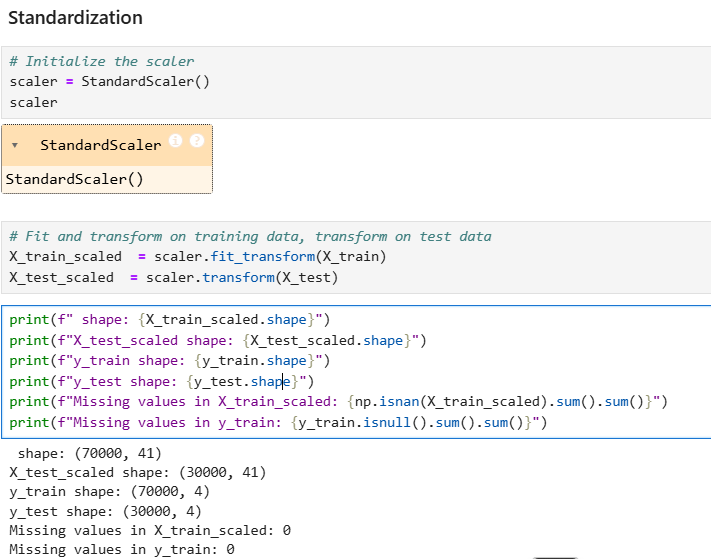 Standardization
# Initialize the scaler
scaler = StandardScaler()
scaler
▾ StandardScaler i ?
StandardScaler()
# Fit and transform on training data, transform on test data
X_train_scaled  = scaler.fit_transform(X_train)
X_test_scaled  = scaler.transform(X_test)
print(f" shape: {X_train_scaled.shape}")
print(f"X_test_scaled shape: {X_test_scaled.shape}")
print(f"y_train shape: {y_train.shape}")
print(f"y_test shape: {y_test.shape}")
print(f"Missing values in X_train_scaled: {np.isnan(X_train_scaled).sum().sum()}")
print(f"Missing values in y_train: {y_train.isnull().sum().sum()}")
 shape: (70000, 41)
X_test_scaled shape: (30000, 41)
y_train shape: (70000, 4)
y_test shape: (30000, 4)
Missing values in X_train_scaled: 0
Missing values in y_train: 0